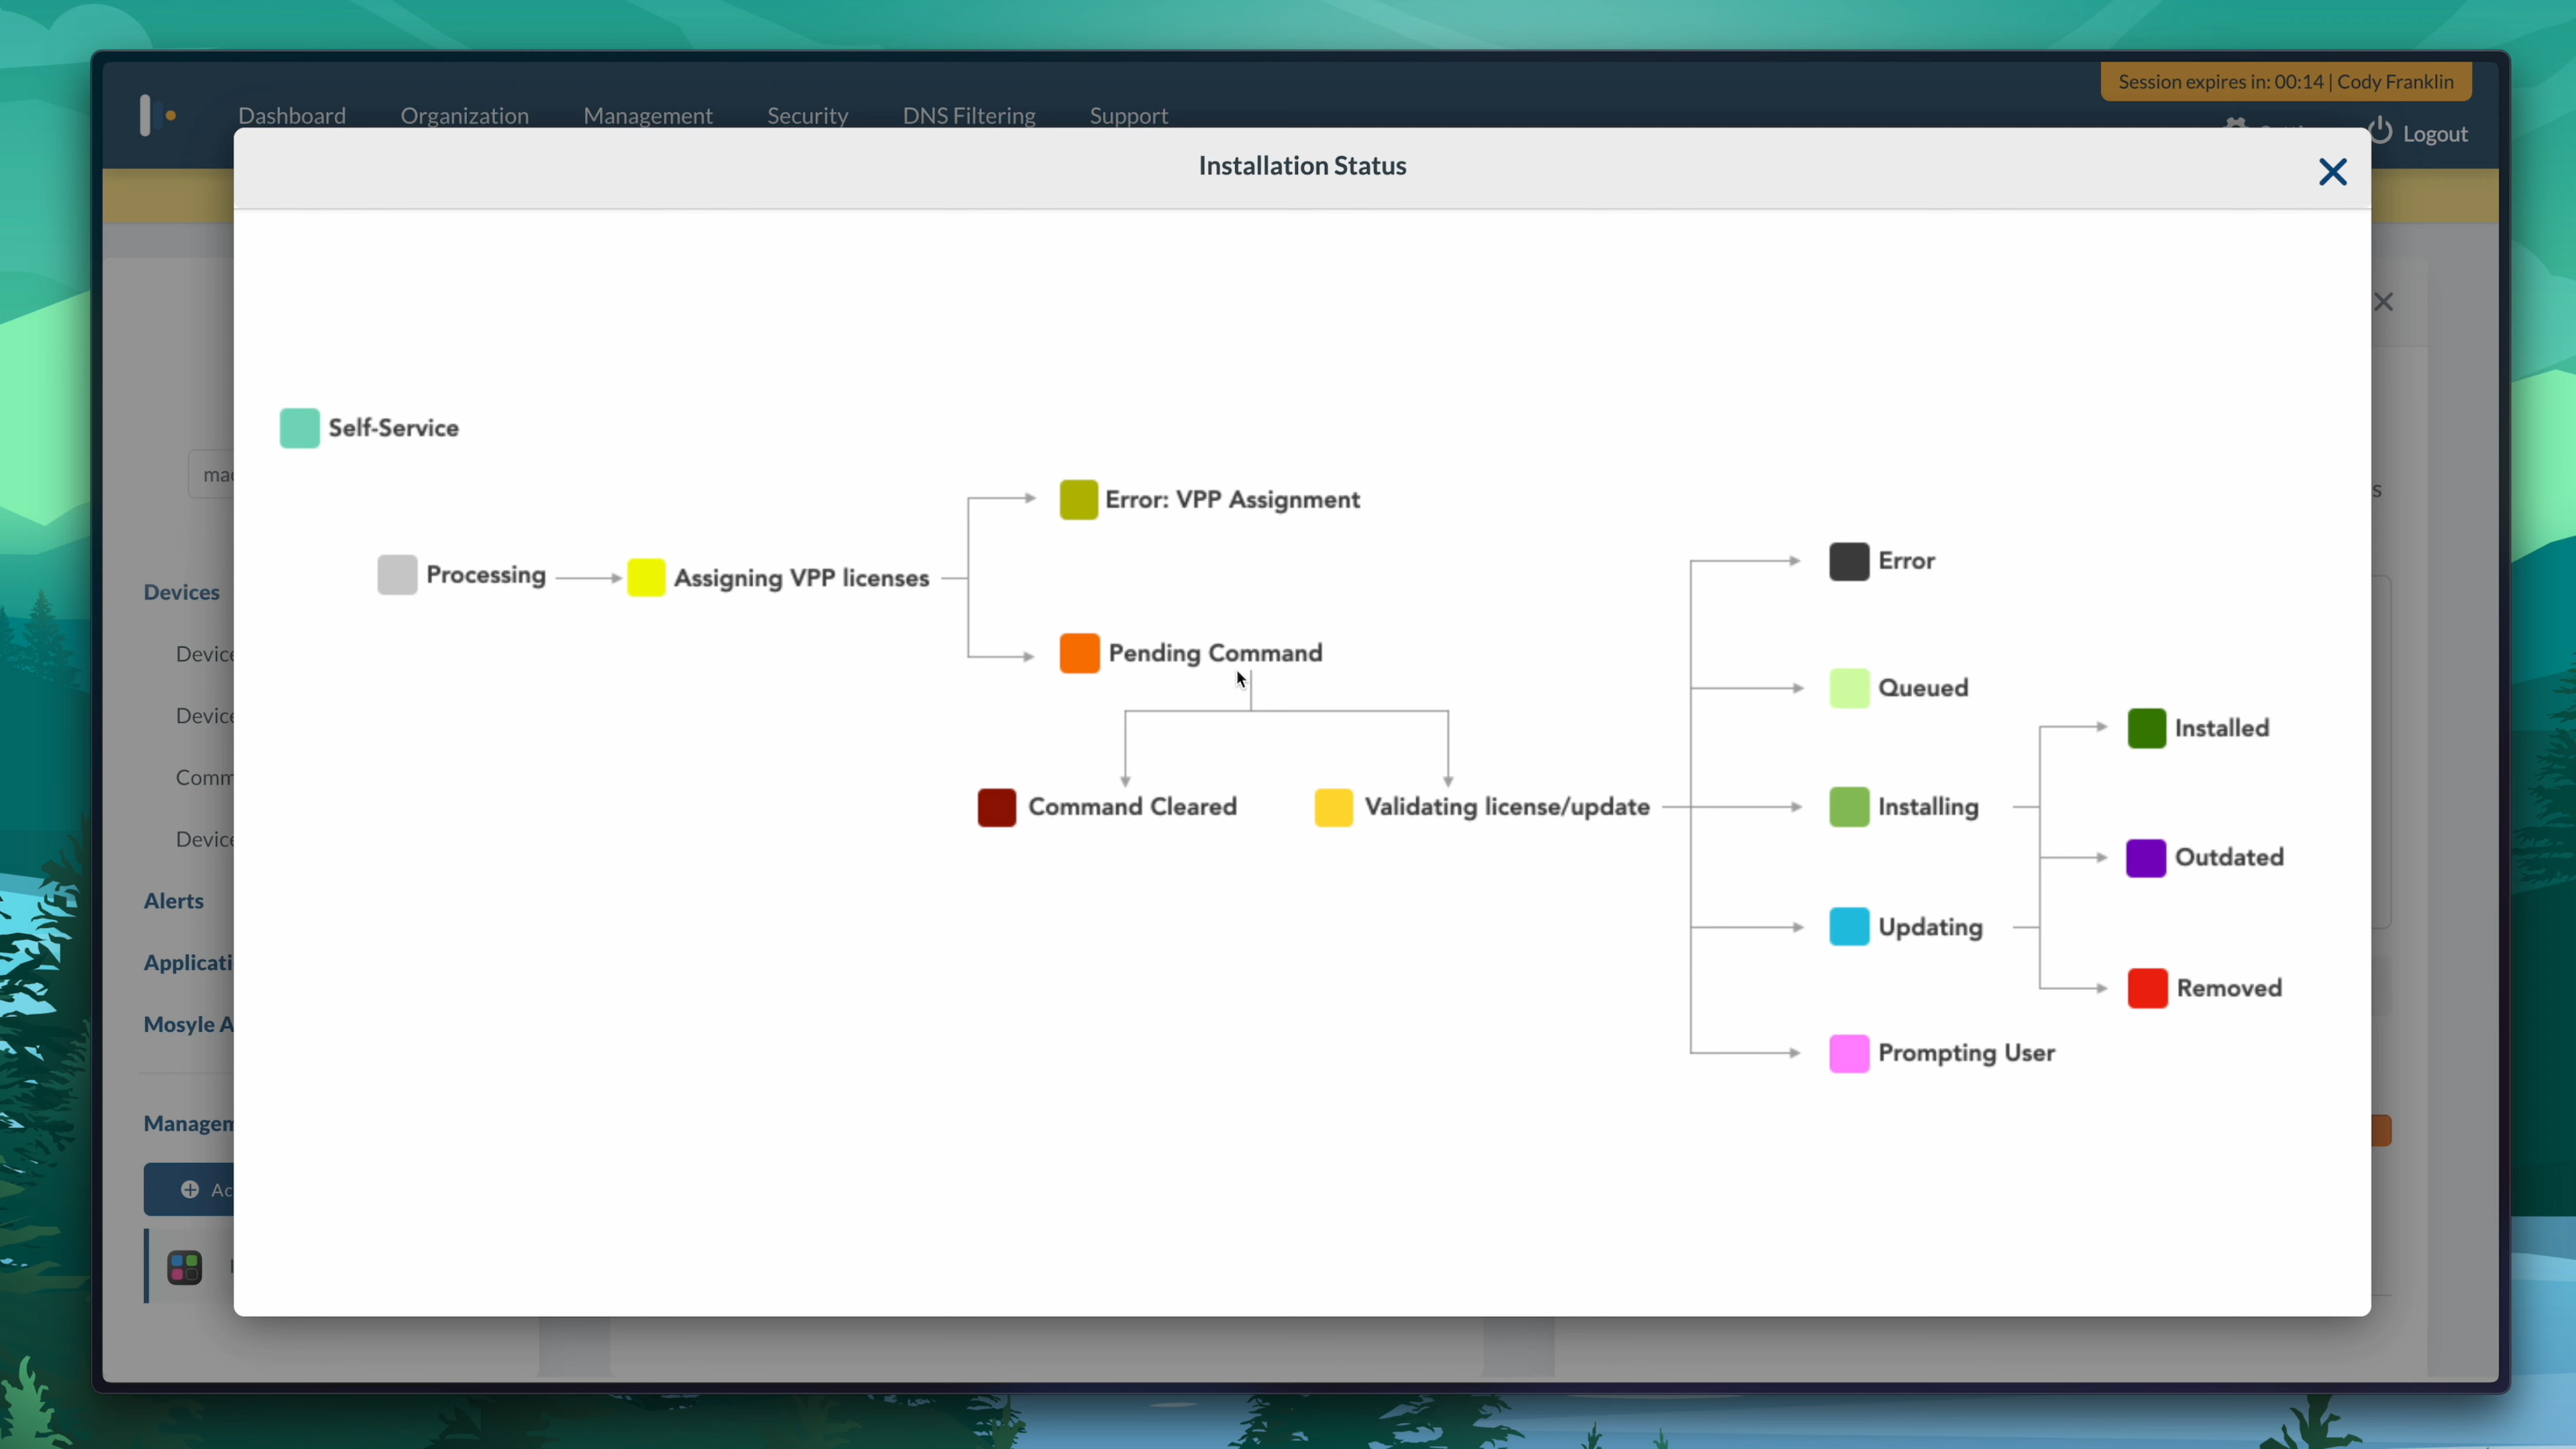 Session expires in: 00:14 | Cody Franklin
Dashboard
Organization
Management
Security
DNS Filtering
Support
Logout
Installation Status
Self-Service
Error: VPP Assignment
Processing
Assigning VPP licenses
Error
Pending Command
Queued
Installed
Command Cleared
Validating license/update
Installing
Outdated
Updating
Removed
Prompting User
Devices
Alerts